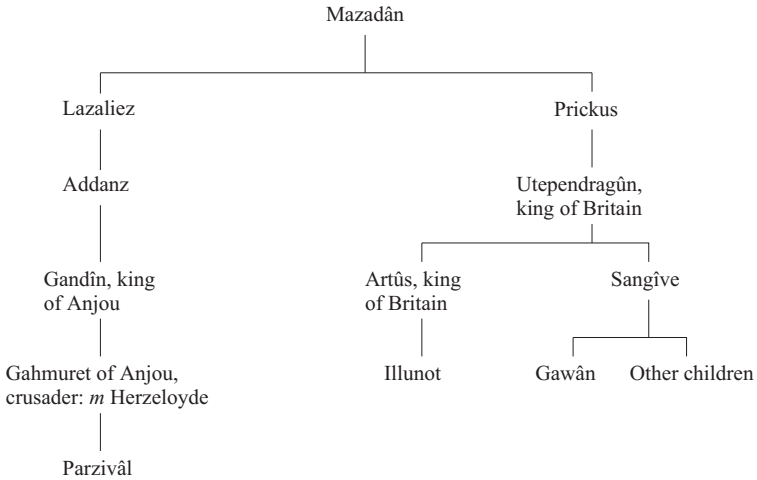 Mazadân
Lazaliez
Prickus
Addanz
Utependragûn,
king of Britain
Gandîn, king
of Anjou
Artûs, king
of Britain
Sangîve
Gahmuret of Anjou,
crusader: m Herzeloyde
Illunot
Gawân
Other children
Parzivâl